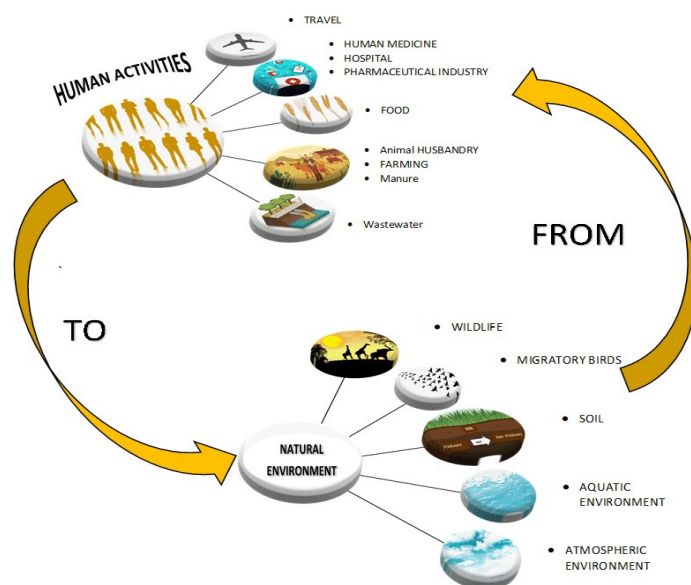 • TRAVEL
HUMAN ACTIVITIES
• HUMAN MEDICINE
• HOSPITAL
• PHARMACEUTICAL INDUSTRY
• FOOD
• Animal HUSBANDRY
• FARMING
• Manure
• Wastewater
FROM
TO
• WILDLIFE
• MIGRATORY BIRDS
• SOIL
NATURAL
ENVIRONMENT
• AQUATIC
ENVIRONMENT
• ATMOSPHERIC
ENVIRONMENT